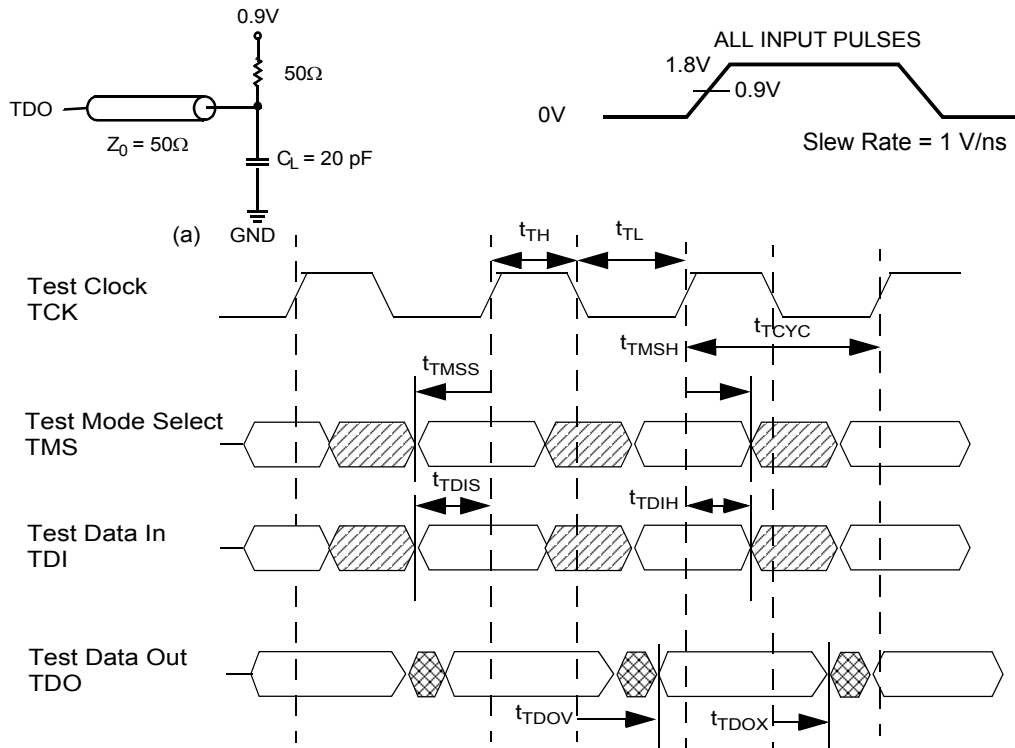 0.9V
50Ω
TDO
Z0 = 50Ω
CL = 20 pF
(a) GND
ALL INPUT PULSES
1.8V
0.9V
0V
Slew Rate = 1 V/ns
tTH
tTL
Test Clock
TCK
tTCYC
tTMSH
tTMSS
Test Mode Select
TMS
tTDIS
tTDIH
Test Data In
TDI
Test Data Out
TDO
tTDOV
tTDOX